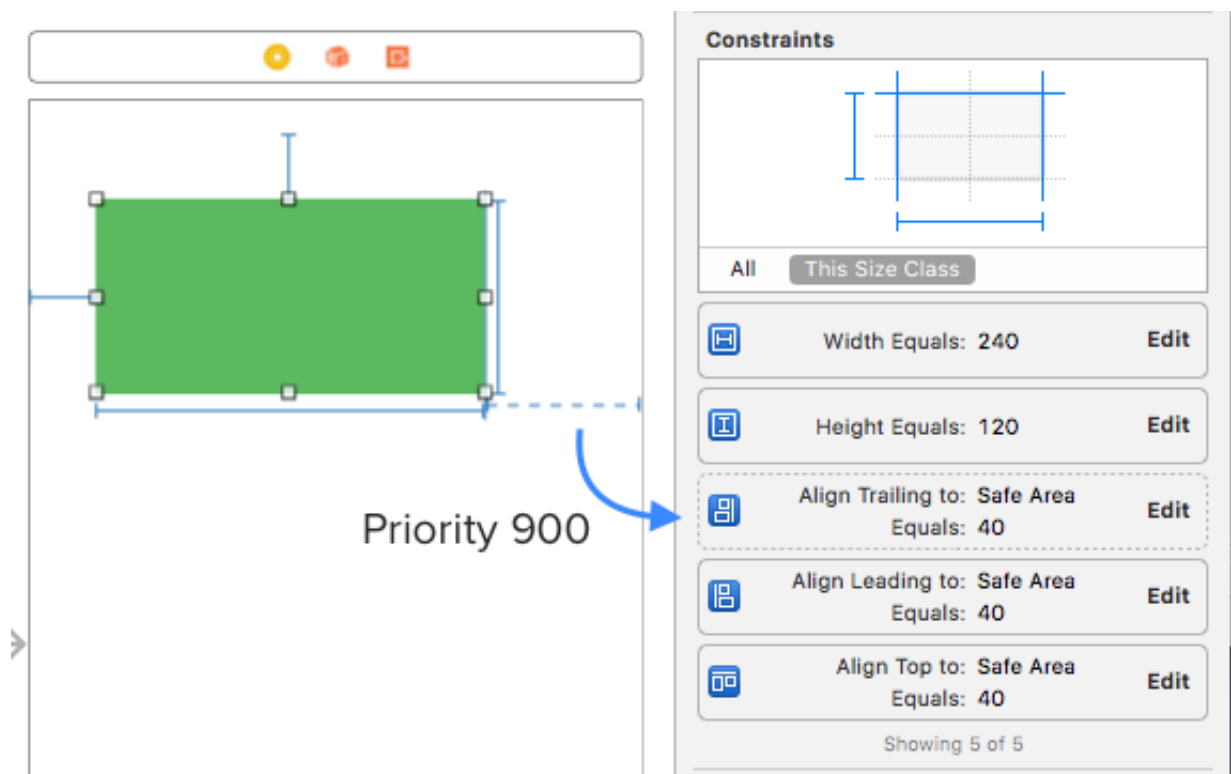 Constraints
All This Size Class
Width Equals: 240 Edit
Height Equals: 120 Edit
Align Trailing to: Safe Area
Equals: 40 Edit
Align Leading to: Safe Area
Equals: 40 Edit
Align Top to: Safe Area
Equals: 40 Edit
Showing 5 of 5
Priority 900